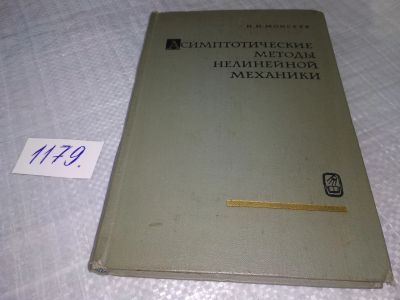 Н. Н. МОИСЕЕВ
АСИМПТОТИЧЕСКИЕ
МЕТОДЫ
НЕЛИНЕЙНОЙ
МЕХАНИКИ
1179.